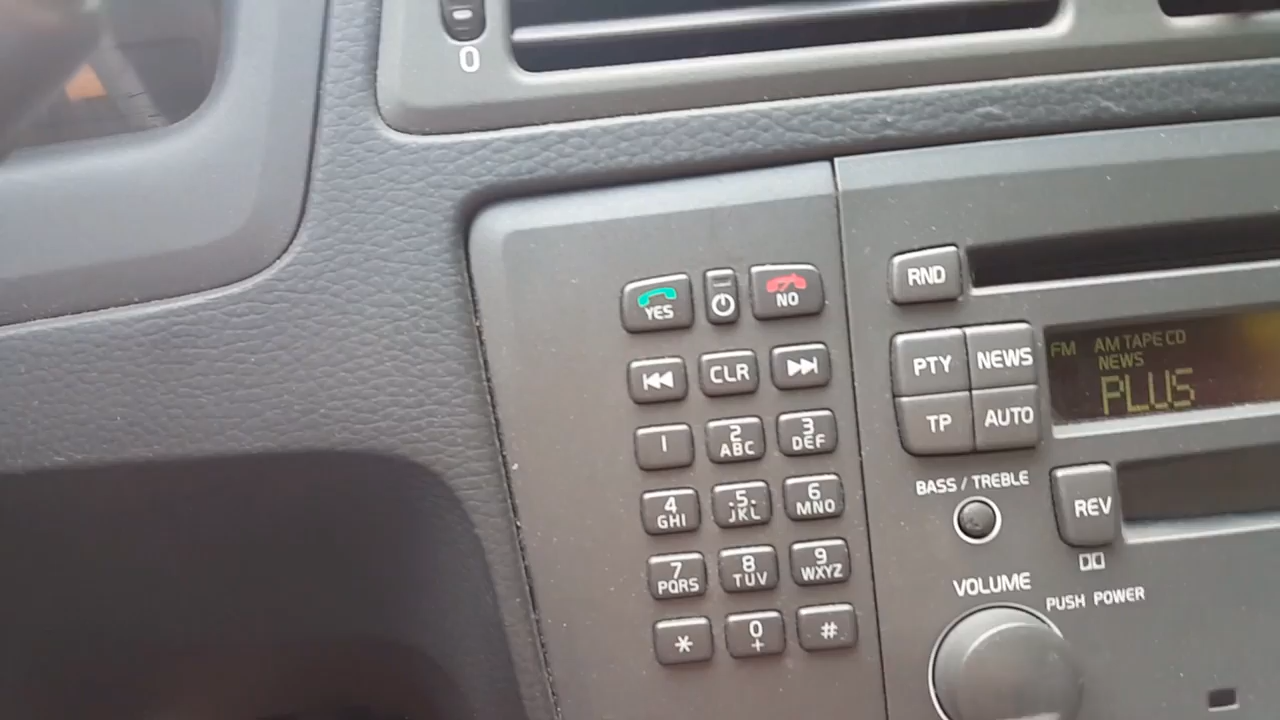 0
YES
NO
CLR
1
2
ABC
3
DEF
4
GHI
5
JKL
6
MNO
7
PQRS
8
TUV
9
WXYZ
*
0
+
#
RND
PTY
NEWS
TP
AUTO
FM AM TAPE CD
NEWS
PLUS
BASS / TREBLE
REV
VOLUME
PUSH POWER